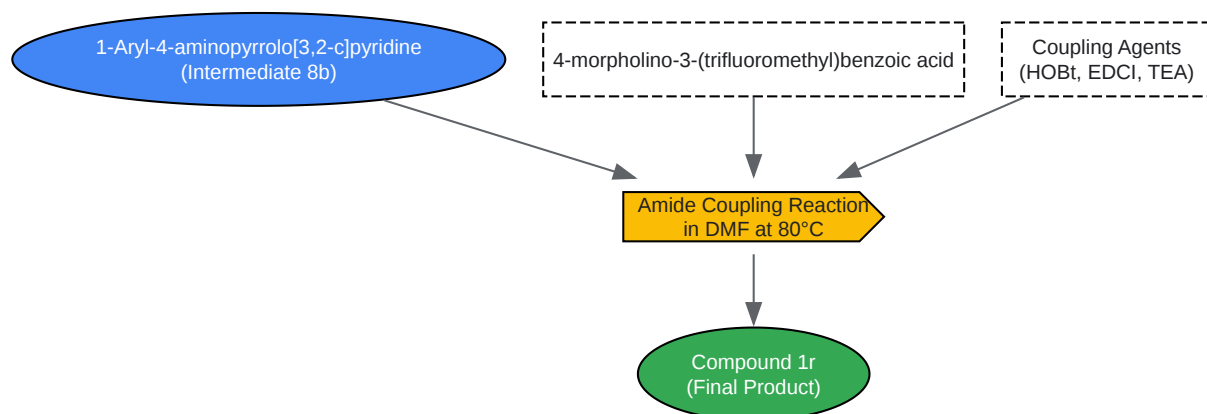 1-Aryl-4-aminopyrrolo[3,2-c]pyridine
(Intermediate 8b)
4-morpholino-3-(trifluoromethyl)benzoic acid
Coupling Agents
(HOBt, EDCI, TEA)
Amide Coupling Reaction
in DMF at 80°C
Compound 1r
(Final Product)